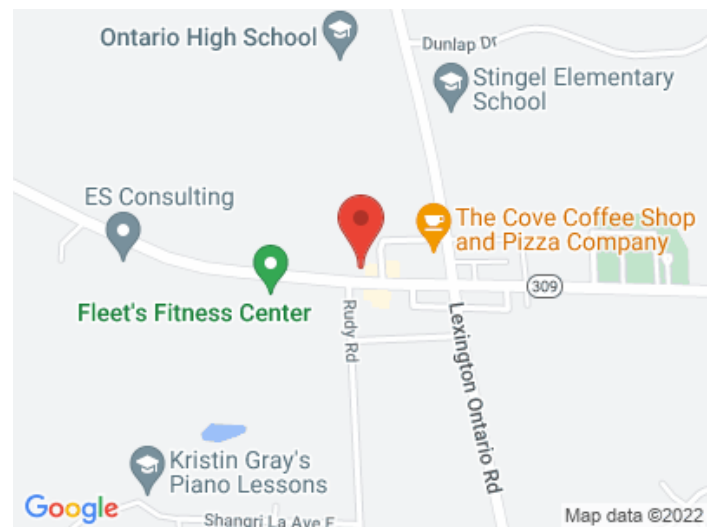 Ontario High School
Dunlap Dr
Stingel Elementary
School
ES Consulting
The Cove Coffee Shop
and Pizza Company
309
Fleet's Fitness Center
Rudy Rd
Lexington Ontario Rd
Kristin Gray's
Piano Lessons
Shangri La Ave E
Google
Map data ©2022